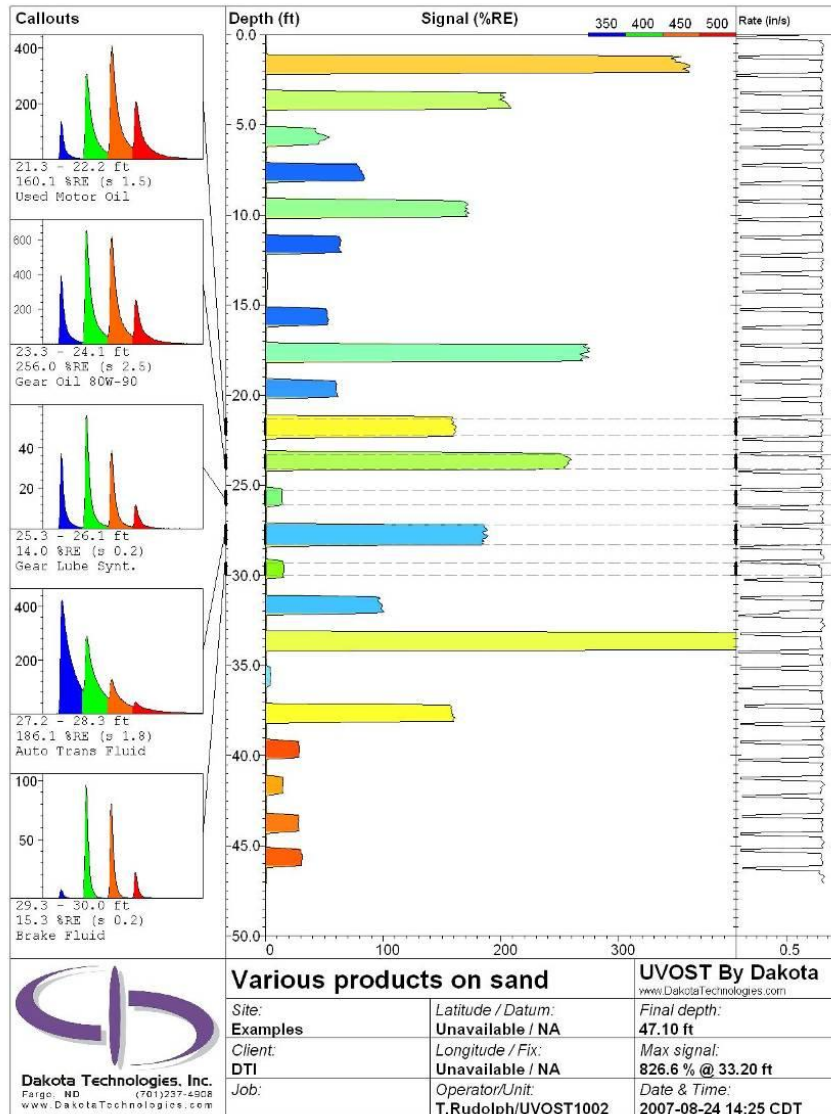 Callouts
Depth (ft)
Signal (%RE)
350 400 450 500
Rate (in/s)
400
200
21.3 - 22.2 ft
160.1 %RE (s 1.5)
Used Motor Oil
600
400
200
23.3 - 24.1 ft
256.0 %RE (s 2.5)
Gear Oil 80W-90
40
20
25.3 - 26.1 ft
14.0 %RE (s 0.2)
Gear Lube Synt.
400
200
27.2 - 28.3 ft
186.1 %RE (s 1.8)
Auto Trans Fluid
100
50
29.3 - 30.0 ft
15.3 %RE (s 0.2)
Brake Fluid
0.0
5.0
10.0
15.0
20.0
25.0
30.0
35.0
40.0
45.0
50.0
0 100 200 300
0.5
Dakota Technologies, Inc.
Fargo, ND (701)237-4908
www.DakotaTechnologies.com
Various products on sand
UVOST By Dakota
www.DakotaTechnologies.com
Site:
Examples
Latitude / Datum:
Unavailable / NA
Final depth:
47.10 ft
Client:
DTI
Longitude / Fix:
Unavailable / NA
Max signal:
826.6 % @ 33.20 ft
Job:
Operator/Unit:
T.Rudolph/UVOST1002
Date & Time:
2007-08-24 14:25 CDT